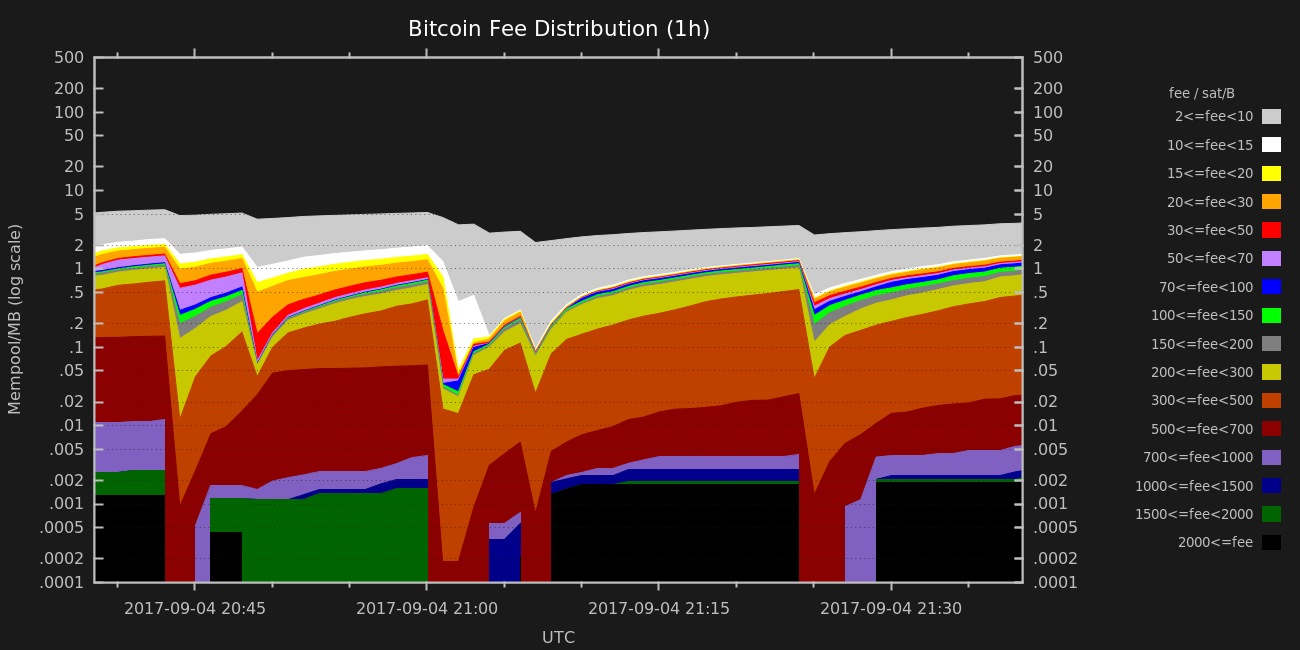 Bitcoin Fee Distribution (1h)
500
200
100
50
20
10
5
2
1
.5
.2
.1
.05
.02
.01
.005
.002
.001
.0005
.0002
.0001
Mempool/MB (log scale)
500
200
100
50
20
10
5
2
1
.5
.2
.1
.05
.02
.01
.005
.002
.001
.0005
.0002
.0001
2017-09-04 20:45
2017-09-04 21:00
2017-09-04 21:15
2017-09-04 21:30
UTC
fee / sat/B
2<=fee<10
10<=fee<15
15<=fee<20
20<=fee<30
30<=fee<50
50<=fee<70
70<=fee<100
100<=fee<150
150<=fee<200
200<=fee<300
300<=fee<500
500<=fee<700
700<=fee<1000
1000<=fee<1500
1500<=fee<2000
2000<=fee